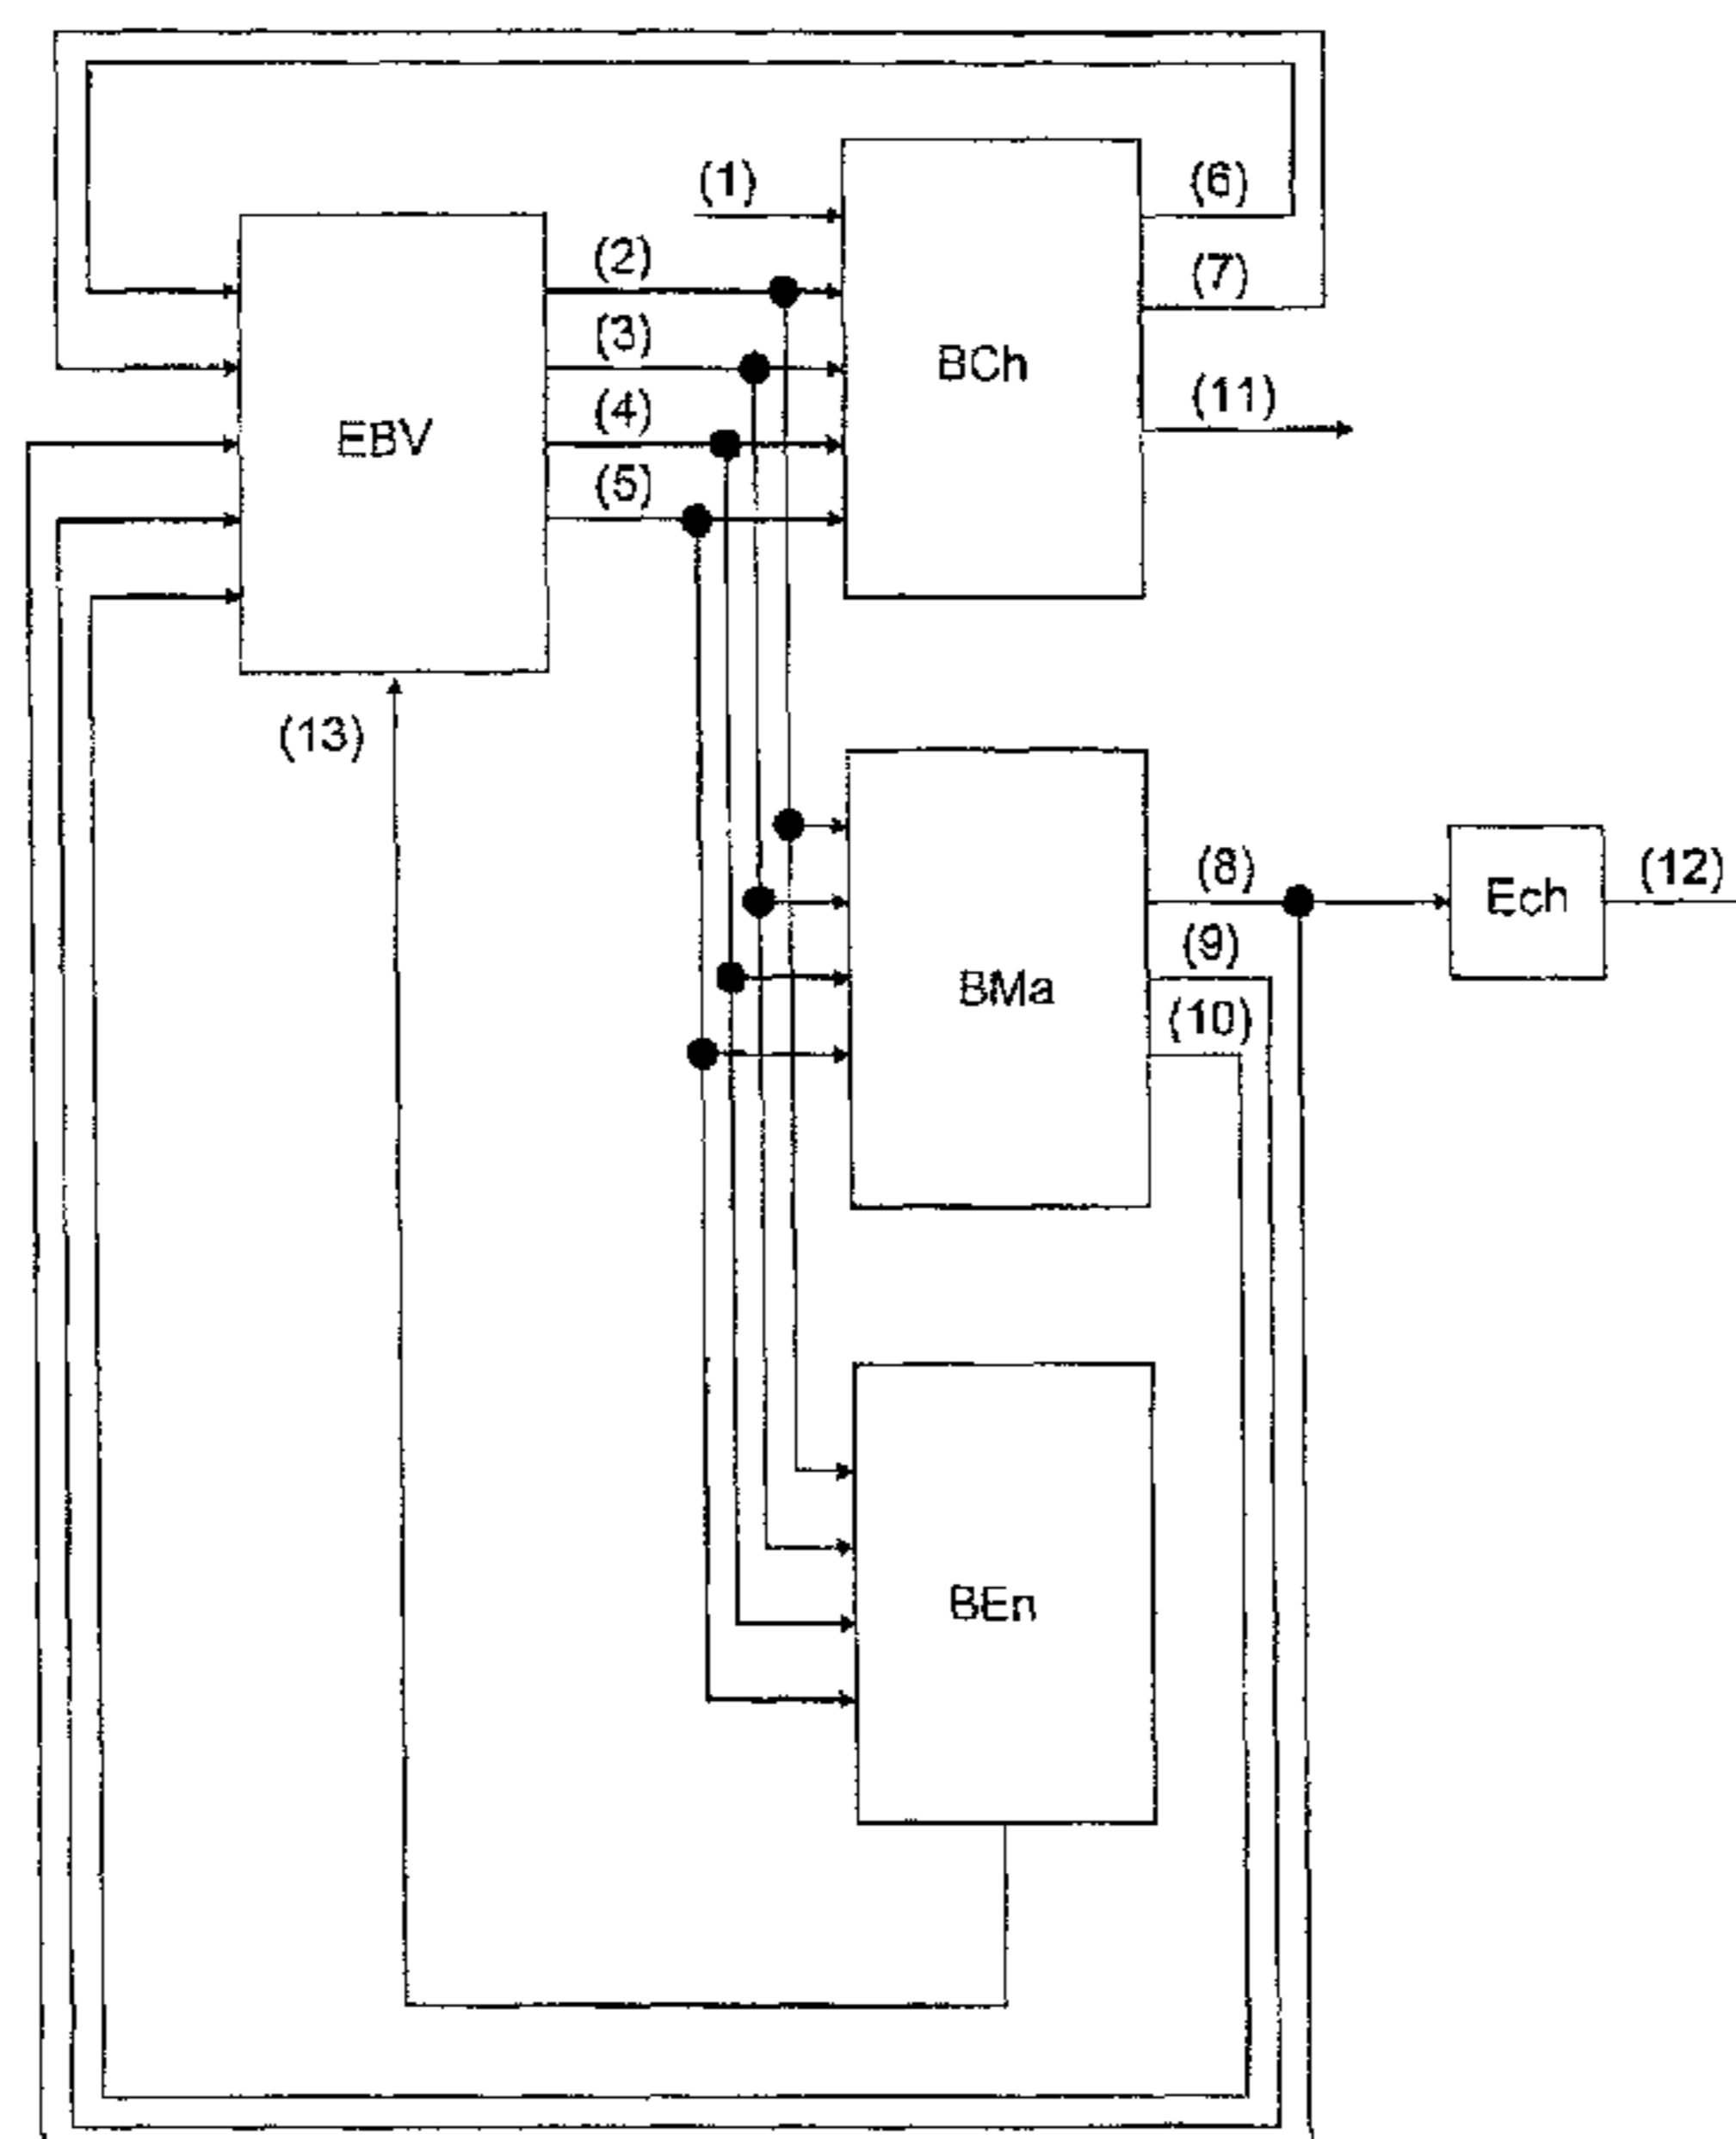 (1)
(6)
(2)
(7)
(3)
BCh
(11)
(4)
EBV
(5)
(13)
(8)
Ech
(12)
(9)
BMa
(10)
BEn